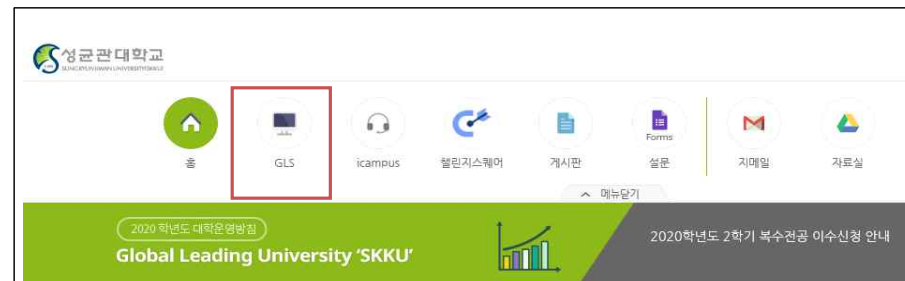 성균관대학교
SUNGKYUNKWAN UNIVERSITY(SKKU)
Forms
홈 GLS icampus 챌린지스퀘어 게시판 설문 지메일 자료실
메뉴닫기
2020 학년도 대학운영방침
Global Leading University ‘SKKU’
2020학년도 2학기 복수전공 이수신청 안내